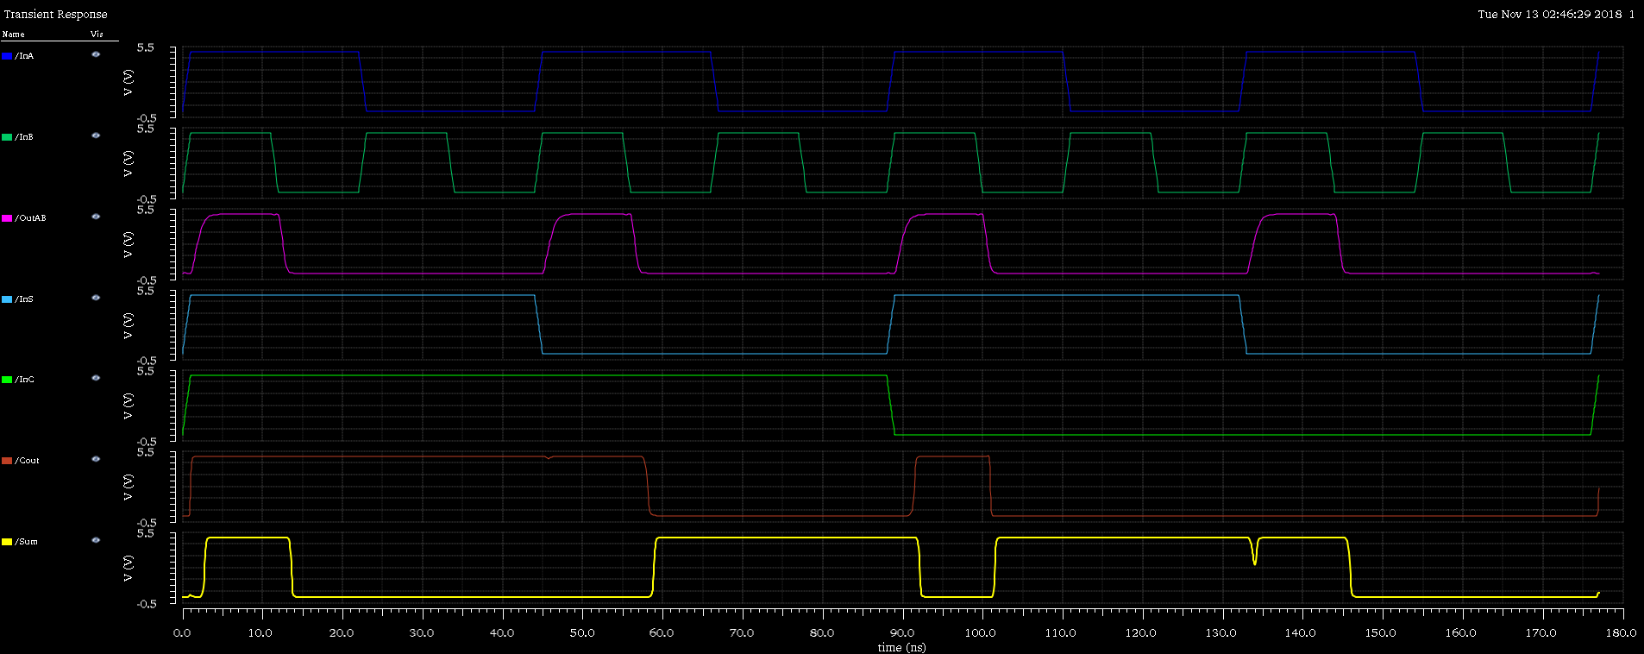 Transient Response
Tue Nov 13 02:46:29 2018 1
Name Vis
/InA
5.5
V (V)
-0.5
/InB
5.5
V (V)
-0.5
/OutAB
5.5
V (V)
-0.5
/InS
5.5
V (V)
-0.5
/InC
5.5
V (V)
-0.5
/Cout
5.5
V (V)
-0.5
/Sum
5.5
V (V)
-0.5
0.0 10.0 20.0 30.0 40.0 50.0 60.0 70.0 80.0 90.0 100.0 110.0 120.0 130.0 140.0 150.0 160.0 170.0 180.0
time (ns)